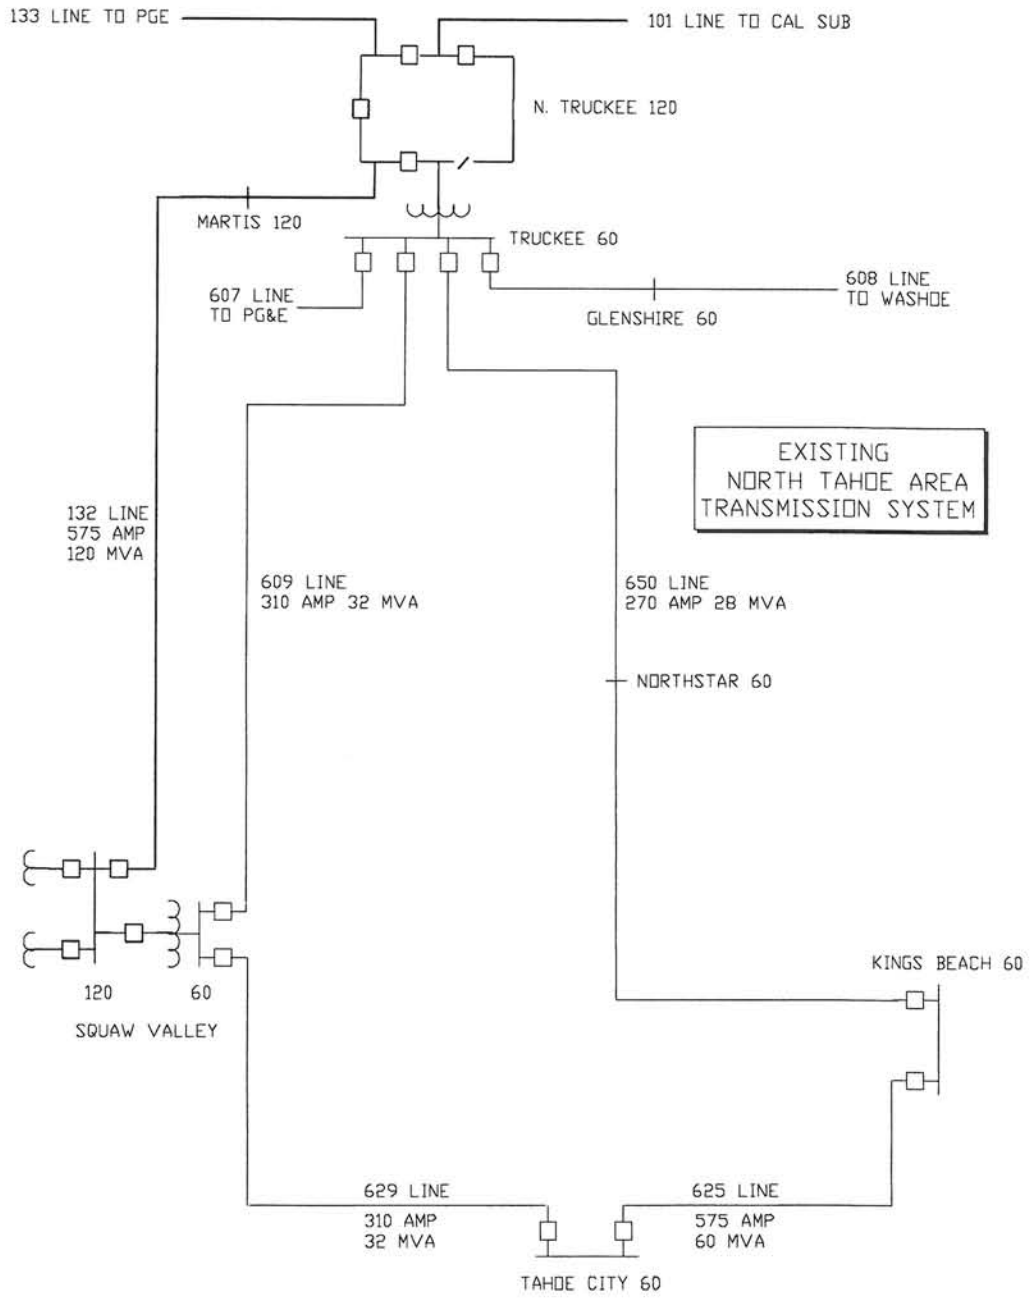 133 LINE TO PGE
101 LINE TO CAL SUB
N. TRUCKEE 120
MARTIS 120
TRUCKEE 60
607 LINE
TO PG&E
608 LINE
TO WASHOE
GLENSHIRE 60
EXISTING
NORTH TAHOE AREA
TRANSMISSION SYSTEM
132 LINE
575 AMP
120 MVA
609 LINE
310 AMP 32 MVA
650 LINE
270 AMP 28 MVA
NORTHSTAR 60
KINGS BEACH 60
120
60
SQUAW VALLEY
629 LINE
310 AMP
32 MVA
625 LINE
575 AMP
60 MVA
TAHOE CITY 60